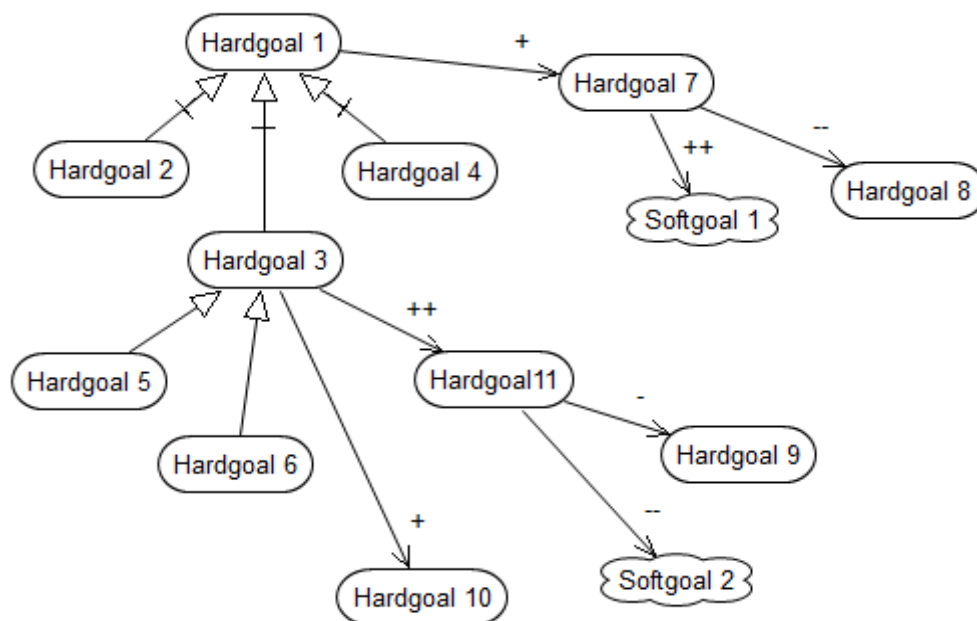 Hardgoal 1
+
Hardgoal 7
--
++
Hardgoal 2
Hardgoal 4
Hardgoal 8
Softgoal 1
Hardgoal 3
++
Hardgoal 5
Hardgoal11
-
Hardgoal 6
Hardgoal 9
+
--
Softgoal 2
Hardgoal 10